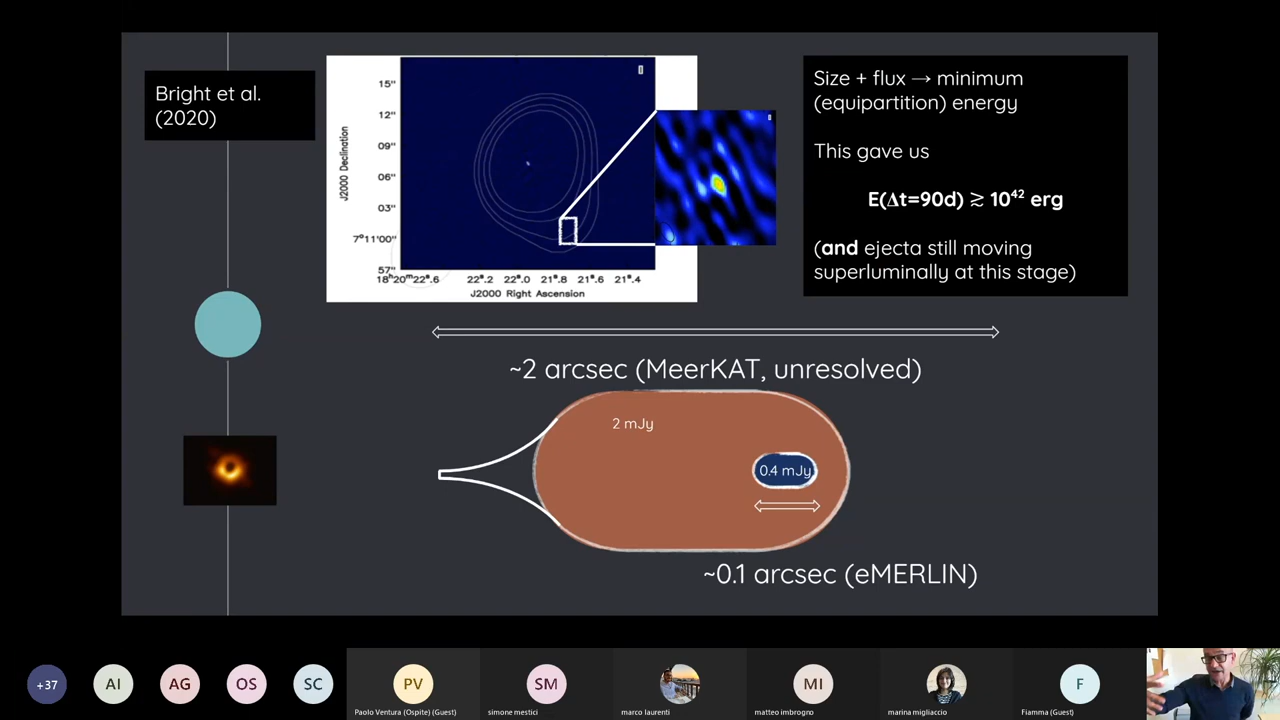 Bright et al.
(2020)
J2000 Declination
15"
12"
09"
06"
03"
7°11'00"
57"
18ʰ20ᵐ22ˢ.6
22ˢ.2
22ˢ.0
21ˢ.8
21ˢ.6
21ˢ.4
J2000 Right Ascension
Size + flux → minimum
(equipartition) energy
This gave us
E(Δt=90d) ≳ 10⁴² erg
(and ejecta still moving
superluminally at this stage)
~2 arcsec (MeerKAT, unresolved)
2 mJy
0.4 mJy
~0.1 arcsec (eMERLIN)
+37
AI
AG
OS
SC
PV
Paolo Ventura (Ospite) (Guest)
SM
simone mestici
marco laurenti
MI
matteo imbrogno
marina migliaccio
F
Fiamma (Guest)